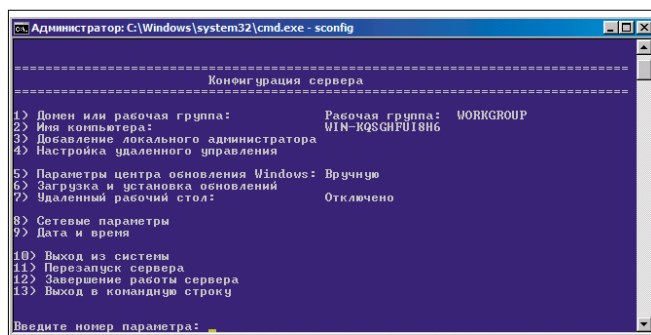 Администратор: C:\Windows\system32\cmd.exe - sconfig
===============================================================================
Конфигурация сервера
===============================================================================
1) Домен или рабочая группа: Рабочая группа: WORKGROUP
2) Имя компьютера: WIN-KQSGHFUI8H6
3) Добавление локального администратора
4) Настройка удаленного управления
5) Параметры центра обновления Windows: Вручную
6) Загрузка и установка обновлений
7) Удаленный рабочий стол: Отключено
8) Сетевые параметры
9) Дата и время
10) Выход из системы
11) Перезапуск сервера
12) Завершение работы сервера
13) Выход в командную строку
Введите номер параметра: _